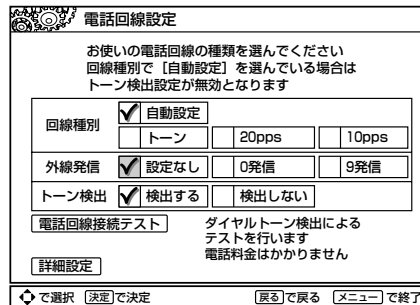 電話回線設定
お使いの電話回線の種類を選んでください
回線種別で［自動設定］を選んでいる場合は
トーン検出設定が無効となります
回線種別 自動設定
トーン 20pps 10pps
外線発信 設定なし 0発信 9発信
トーン検出 検出する 検出しない
電話回線接続テスト ダイヤルトーン検出による
テストを行います
電話料金はかかりません
詳細設定
で選択 決定で決定 戻るで戻る メニューで終了